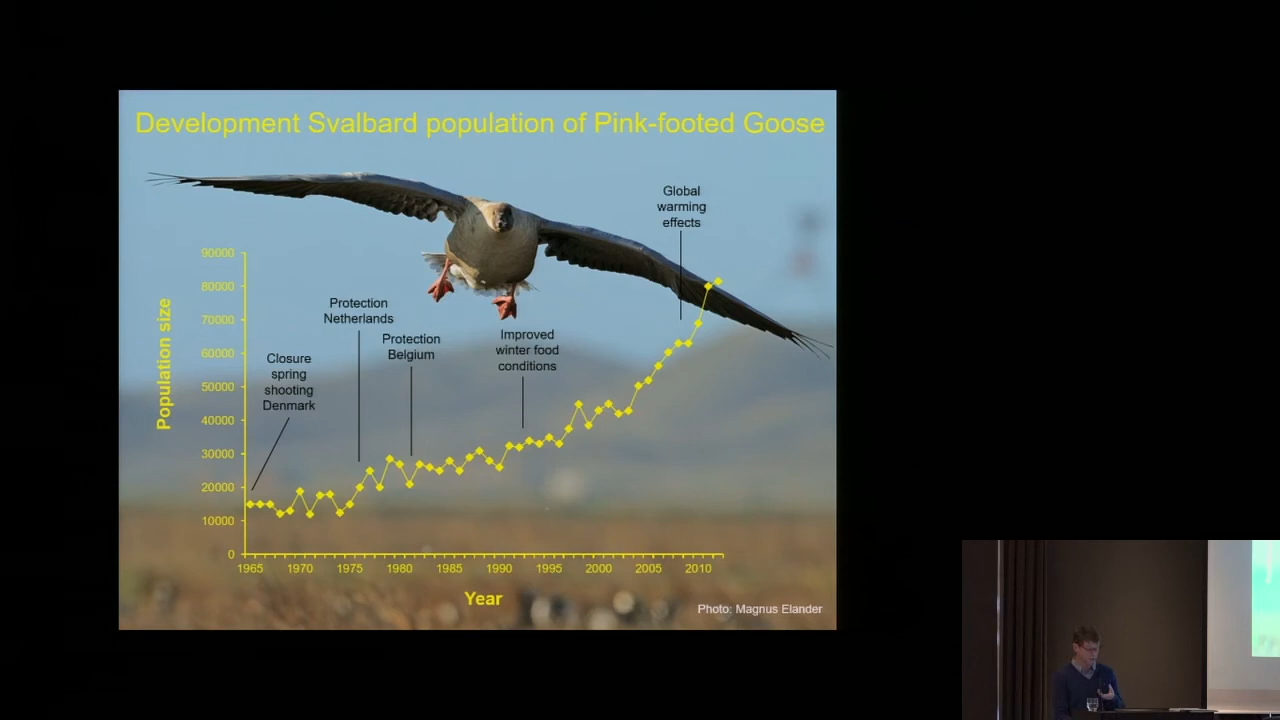 Development Svalbard population of Pink-footed Goose
Global
warming
effects
Protection
Netherlands
Protection
Belgium
Improved
winter food
conditions
Closure
spring
shooting
Denmark
Population size
90000
80000
70000
60000
50000
40000
30000
20000
10000
0
1965 1970 1975 1980 1985 1990 1995 2000 2005 2010
Year
Photo: Magnus Elander